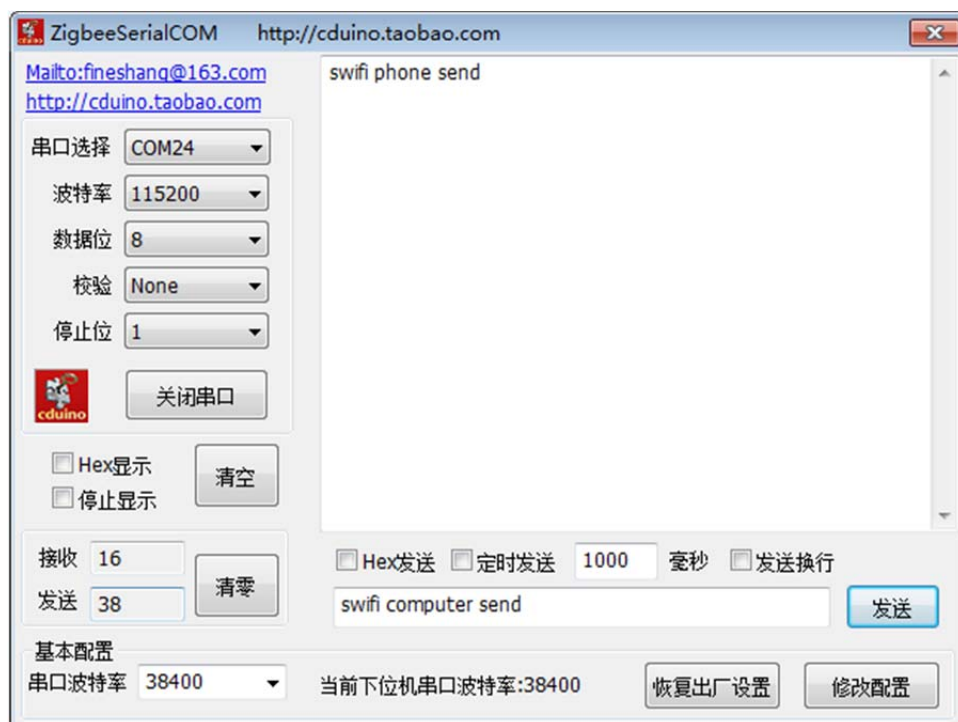 ZigbeeSerialCOM http://cduino.taobao.com
Mailto:fineshang@163.com
http://cduino.taobao.com
串口选择 COM24
波特率 115200
数据位 8
校验 None
停止位 1
cduino
关闭串口
Hex显示
停止显示
清空
接收 16
发送 38
清零
swifi phone send
Hex发送 定时发送 1000 毫秒 发送换行
swifi computer send 发送
基本配置
串口波特率 38400 当前下位机串口波特率:38400 恢复出厂设置 修改配置